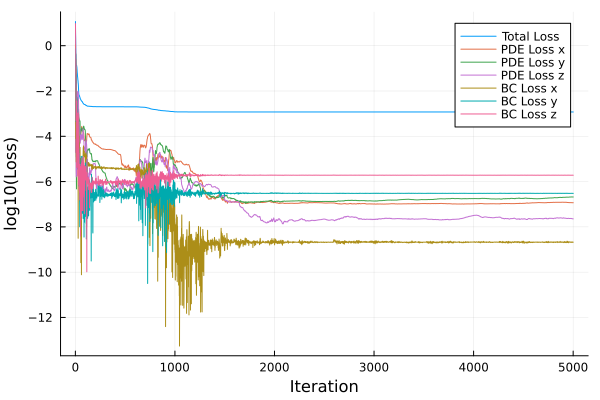 Total Loss
PDE Loss x
PDE Loss y
PDE Loss z
BC Loss x
BC Loss y
BC Loss z
log10(Loss)
0
−2
−4
−6
−8
−10
−12
0 1000 2000 3000 4000 5000
Iteration